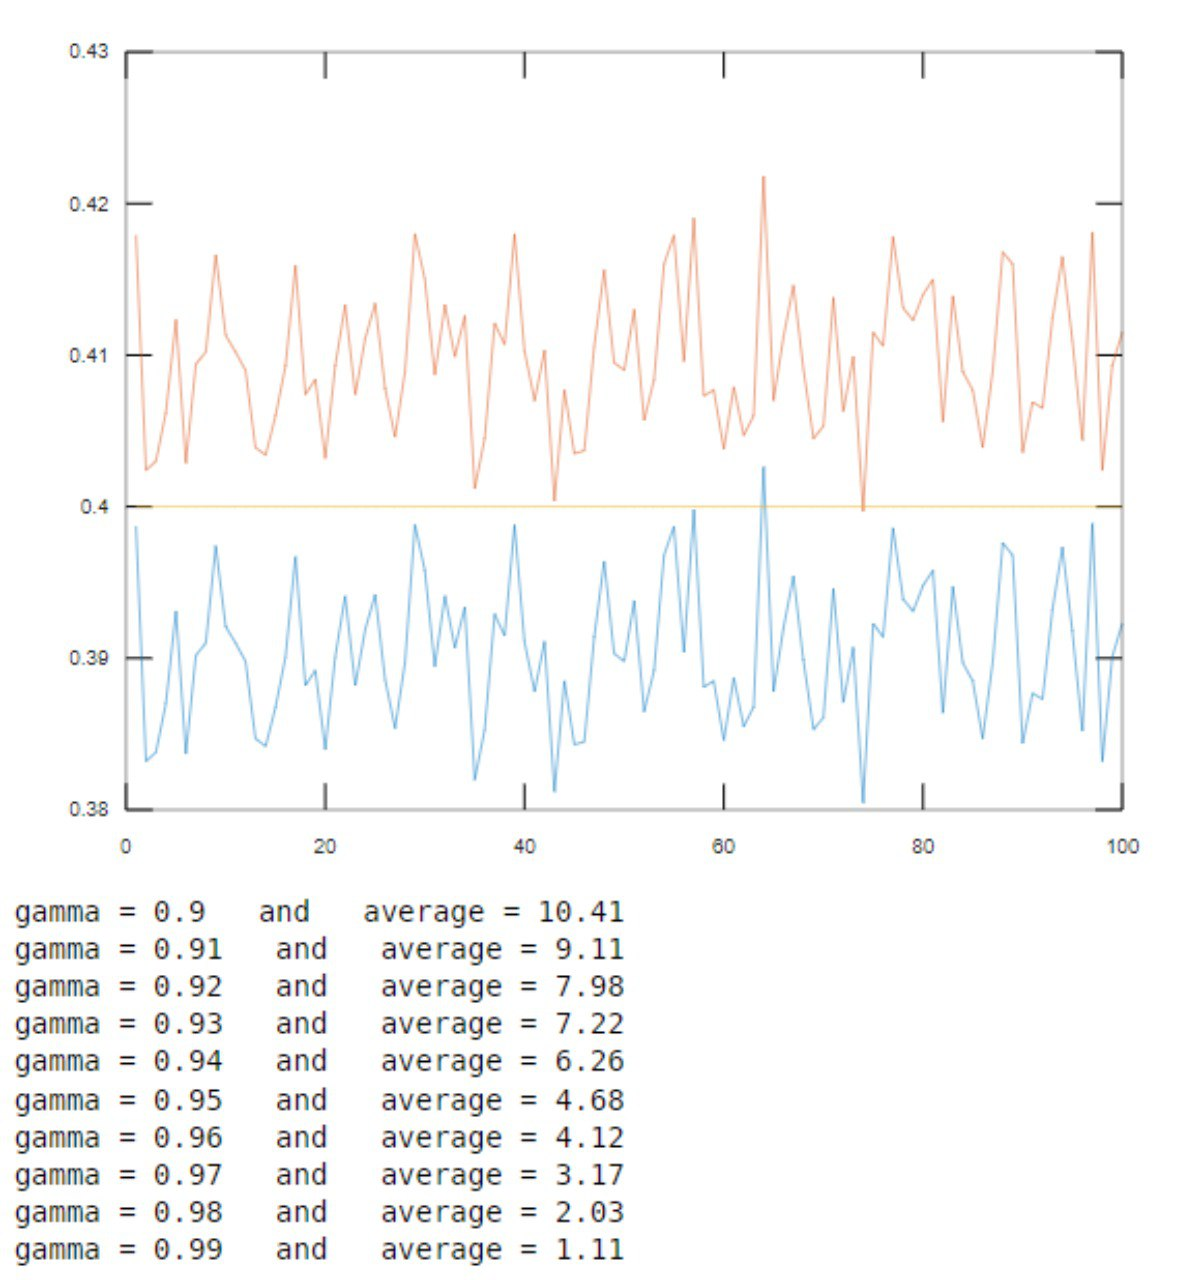 0.43
0.42
0.41
0.4
0.39
0.38
0 20 40 60 80 100
gamma = 0.9 and average = 10.41
gamma = 0.91 and average = 9.11
gamma = 0.92 and average = 7.98
gamma = 0.93 and average = 7.22
gamma = 0.94 and average = 6.26
gamma = 0.95 and average = 4.68
gamma = 0.96 and average = 4.12
gamma = 0.97 and average = 3.17
gamma = 0.98 and average = 2.03
gamma = 0.99 and average = 1.11